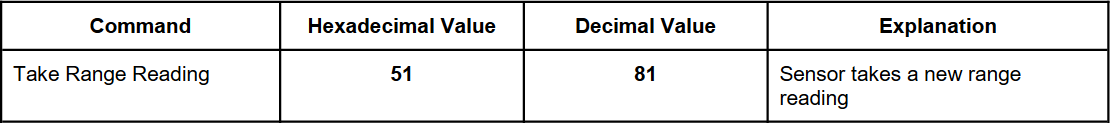 Command Hexadecimal Value Decimal Value Explanation
Take Range Reading 51 81 Sensor takes a new range
reading